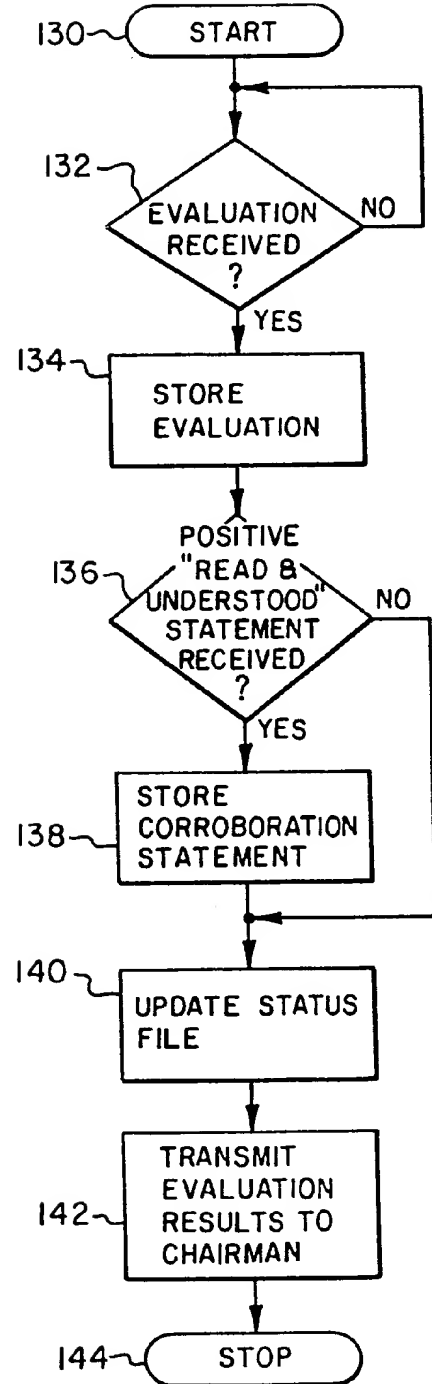 130
START
132
EVALUATION
RECEIVED
?
NO
YES
134
STORE
EVALUATION
136
POSITIVE
"READ &
UNDERSTOOD"
STATEMENT
RECEIVED
?
NO
YES
138
STORE
CORROBORATION
STATEMENT
140
UPDATE STATUS
FILE
142
TRANSMIT
EVALUATION
RESULTS TO
CHAIRMAN
144
STOP